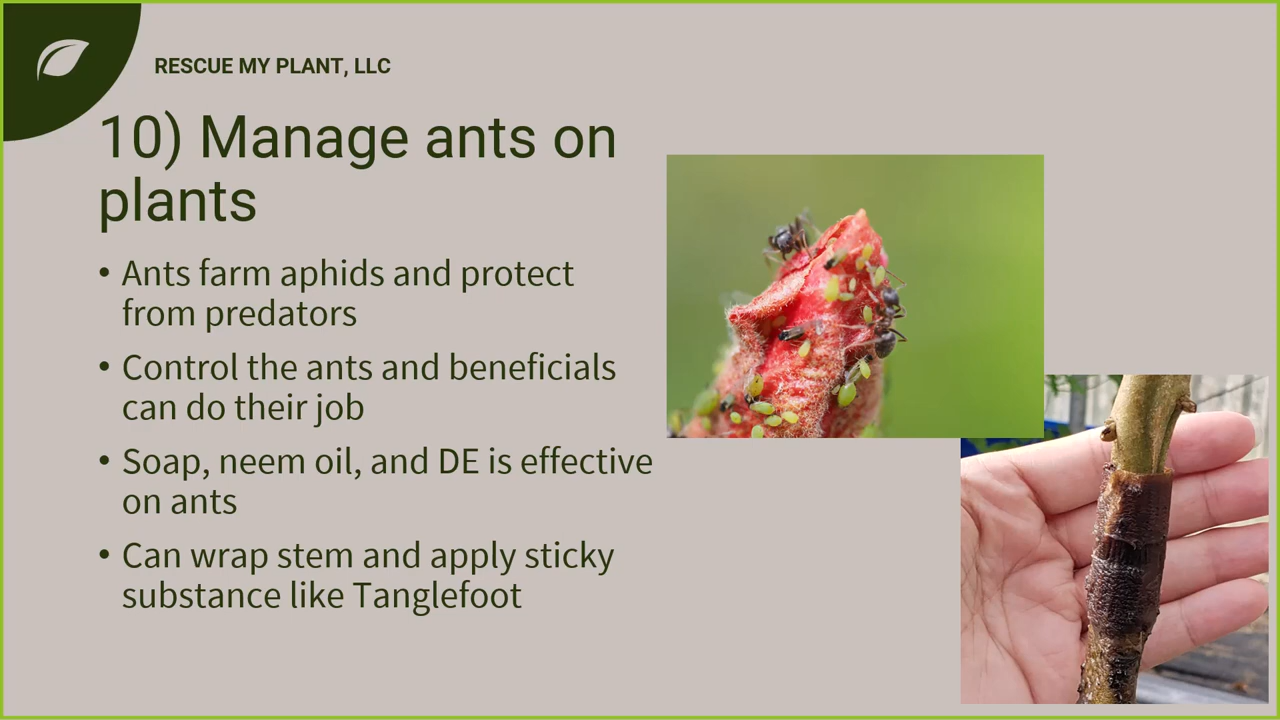 RESCUE MY PLANT, LLC
10) Manage ants on
plants
• Ants farm aphids and protect
from predators
• Control the ants and beneficials
can do their job
• Soap, neem oil, and DE is effective
on ants
• Can wrap stem and apply sticky
substance like Tanglefoot